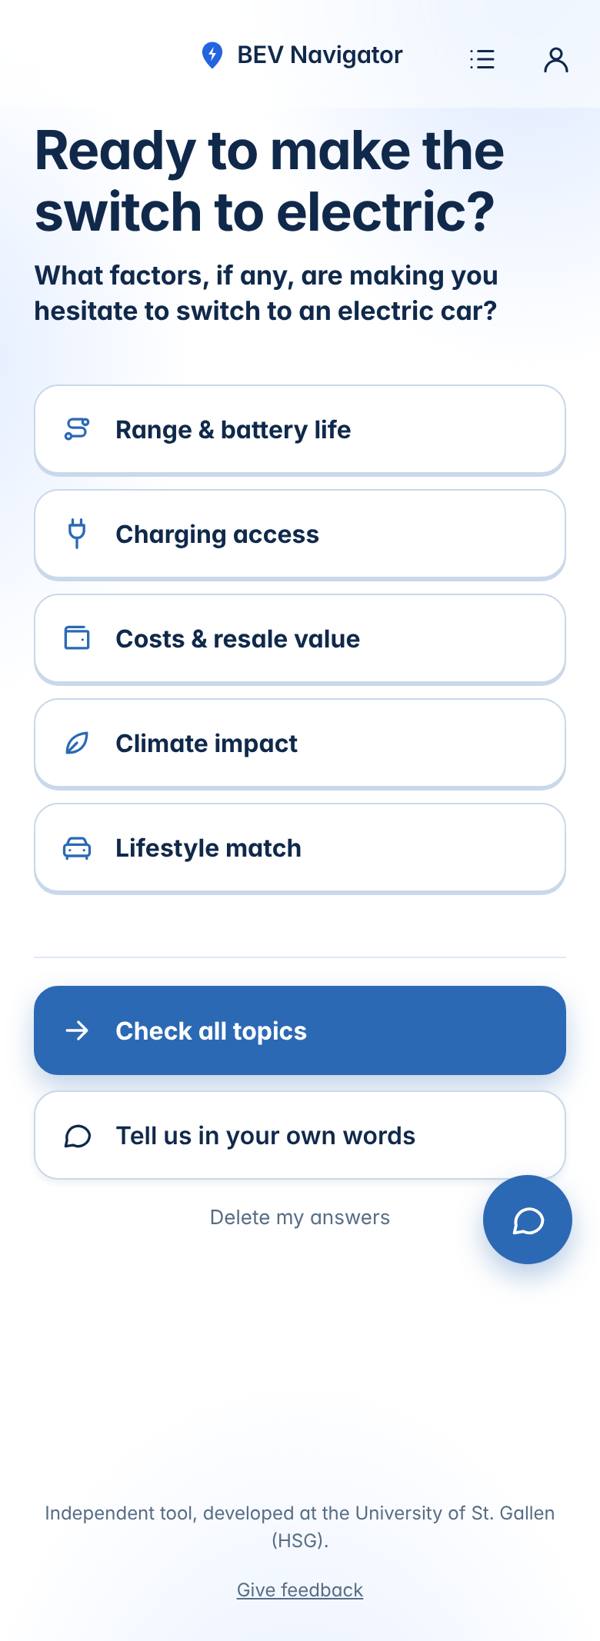 BEV Navigator
Ready to make the
switch to electric?
What factors, if any, are making you
hesitate to switch to an electric car?
Range & battery life
Charging access
Costs & resale value
Climate impact
Lifestyle match
Check all topics
Tell us in your own words
Delete my answers
Independent tool, developed at the University of St. Gallen
(HSG).
Give feedback